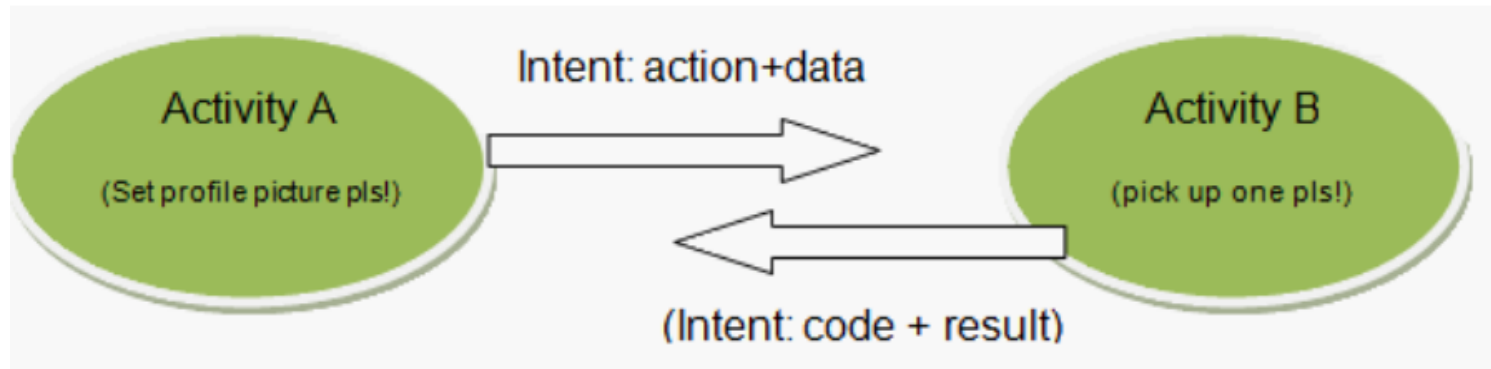 Intent: action+data
Activity A
(Set profile picture pls!)
Activity B
(pick up one pls!)
(Intent: code + result)